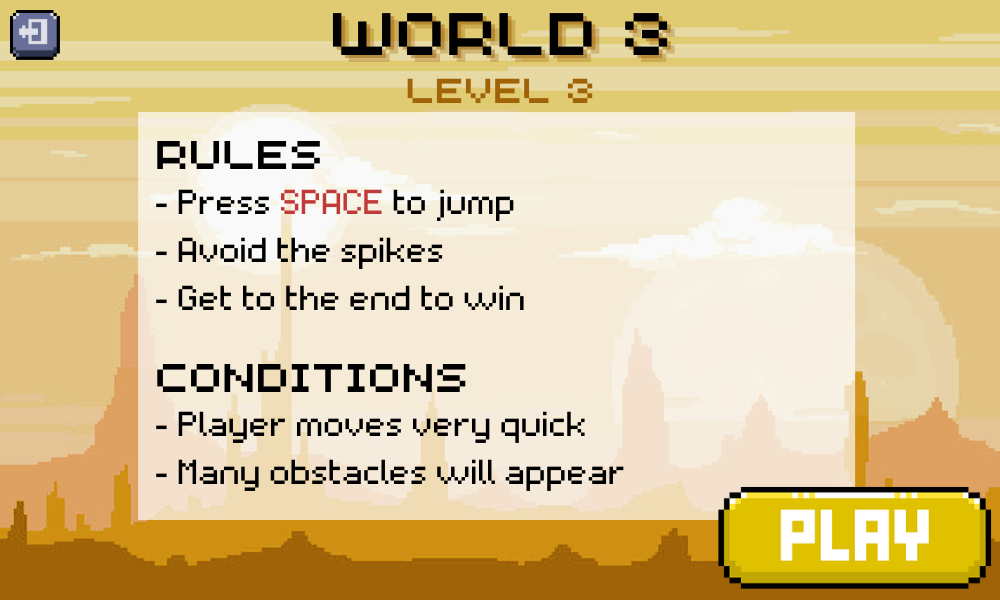 WORLD 3
LEVEL 3
RULES
- Press SPACE to jump
- Avoid the spikes
- Get to the end to win
CONDITIONS
- Player moves very quick
- Many obstacles will appear
PLAY